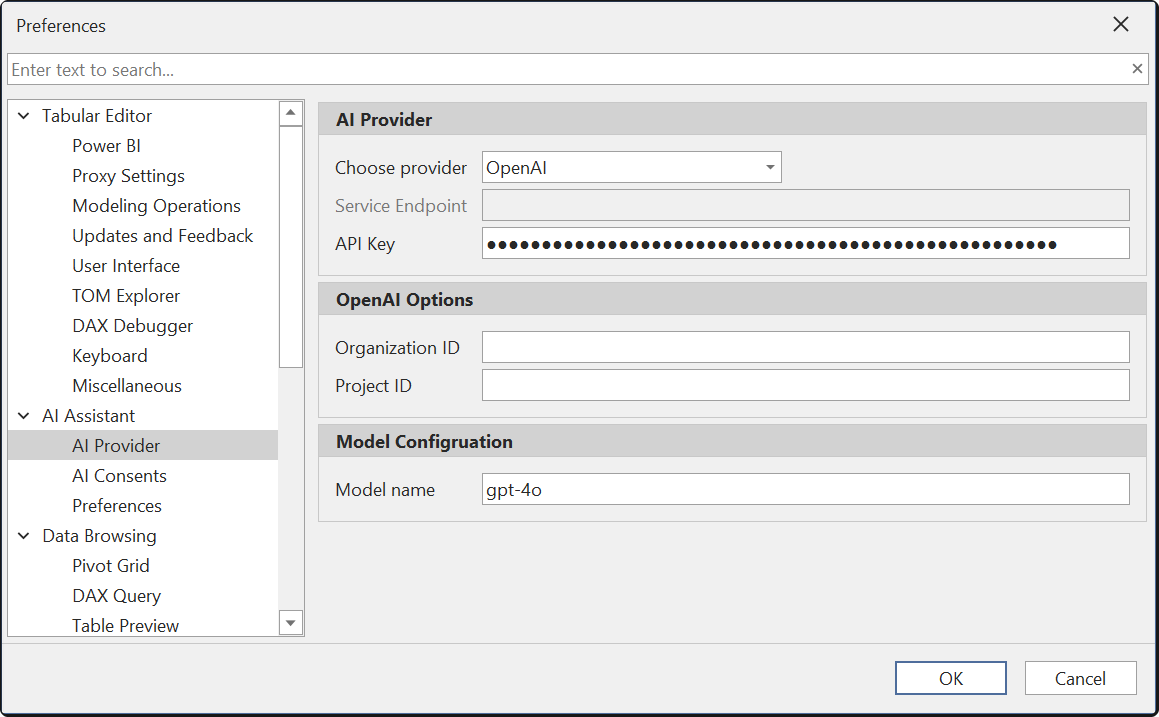 Preferences
Enter text to search...
Tabular Editor
Power BI
Proxy Settings
Modeling Operations
Updates and Feedback
User Interface
TOM Explorer
DAX Debugger
Keyboard
Miscellaneous
AI Assistant
AI Provider
AI Consents
Preferences
Data Browsing
Pivot Grid
DAX Query
Table Preview
AI Provider
Choose provider OpenAI
Service Endpoint
API Key ●●●●●●●●●●●●●●●●●●●●●●●●●●●●●●●●●●●●●●●●●●●●●●●●●●●●
OpenAI Options
Organization ID
Project ID
Model Configruation
Model name gpt-4o
OK Cancel